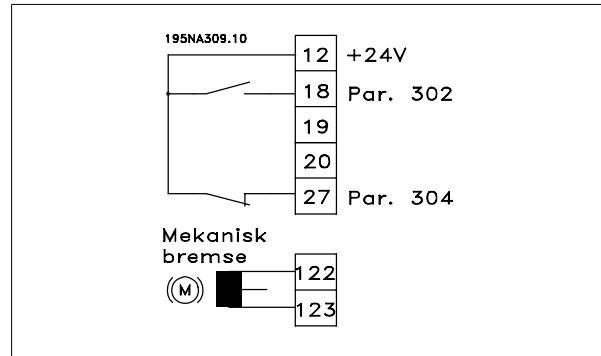 195NA309.10
12 +24V
18 Par. 302
19
20
27 Par. 304
Mekanisk
bremse
M
122
123